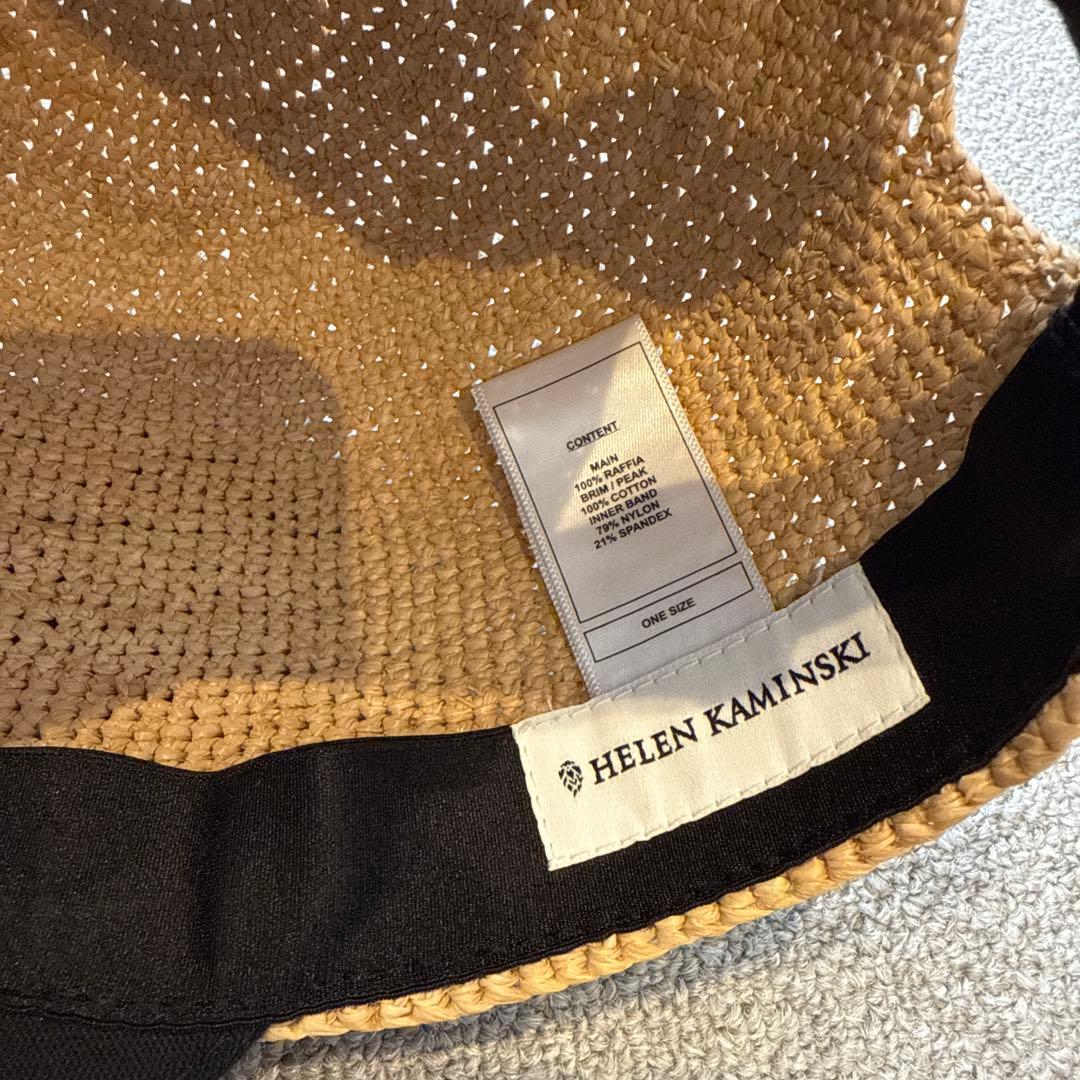 CONTENT
MAIN
100% RAFFIA
BRIM / PEAK
100% COTTON
INNER BAND
79% NYLON
21% SPANDEX
ONE SIZE
HELEN KAMINSKI